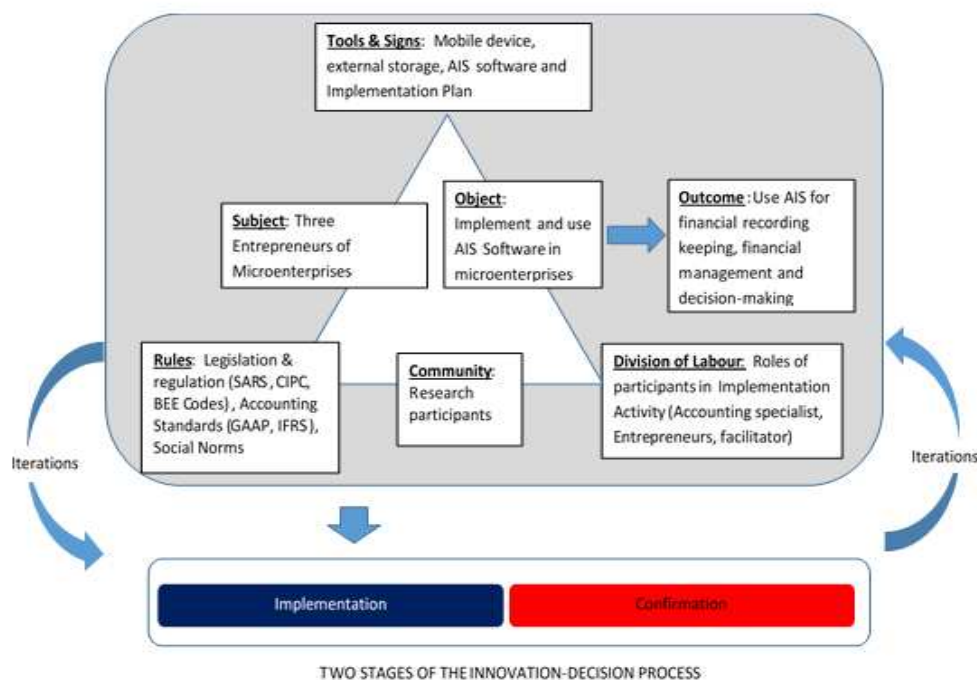 Tools & Signs: Mobile device,
external storage, AIS software and
Implementation Plan
Subject: Three
Entrepreneurs of
Microenterprises
Object:
Implement and use
AIS Software in
microenterprises
Outcome : Use AIS for
financial recording
keeping, financial
management and
decision-making
Rules: Legislation &
regulation (SARS, CIPC,
BEE Codes), Accounting
Standards (GAAP, IFRS),
Social Norms
Community:
Research
participants
Division of Labour: Roles of
participants in Implementation
Activity (Accounting specialist,
Entrepreneurs, facilitator)
Iterations
Iterations
Implementation
Confirmation
TWO STAGES OF THE INNOVATION-DECISION PROCESS